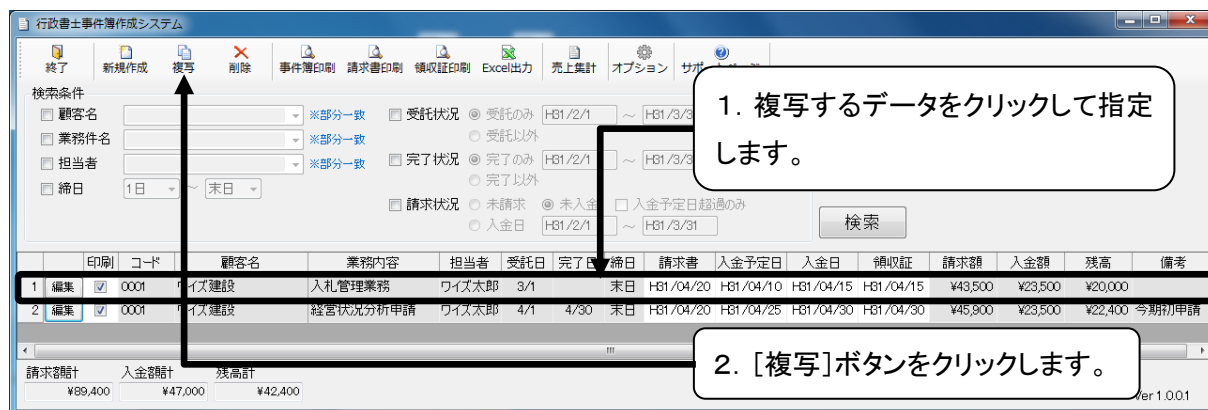 行政書士事件簿作成システム
終了 新規作成 複写 削除 事件簿印刷 請求書印刷 領収証印刷 Excel出力 売上集計 オプション
検索条件
顧客名 ※部分一致 受託状況 受託のみ H31/2/1 ～ H31/3/3
業務件名 ※部分一致 受託以外
担当者 ※部分一致 完了状況 完了のみ H31/2/1 ～ H31/3/3
締日 1日 ～ 末日 完了以外
請求状況 未請求 未入金 入金予定日超過のみ
入金日 H31/2/1 ～ H31/3/31
検索
1. 複写するデータをクリックして指定
します。
印刷 コード 顧客名 業務内容 担当者 受託日 完了日 締日 請求書 入金予定日 入金日 領収証 請求額 入金額 残高 備考
1 編集 0001 ワイズ建設 入札管理業務 ワイズ太郎 3/1 末日 H31/04/20 H31/04/10 H31/04/15 H31/04/15 ¥43,500 ¥23,500 ¥20,000
2 編集 0001 ワイズ建設 経営状況分析申請 ワイズ太郎 4/1 4/30 末日 H31/04/20 H31/04/25 H31/04/30 H31/04/30 ¥45,900 ¥23,500 ¥22,400 今期初申請
請求額計 入金額計 残高計
¥89,400 ¥47,000 ¥42,400
2. [複写]ボタンをクリックします。
Ver 1.0.0.1